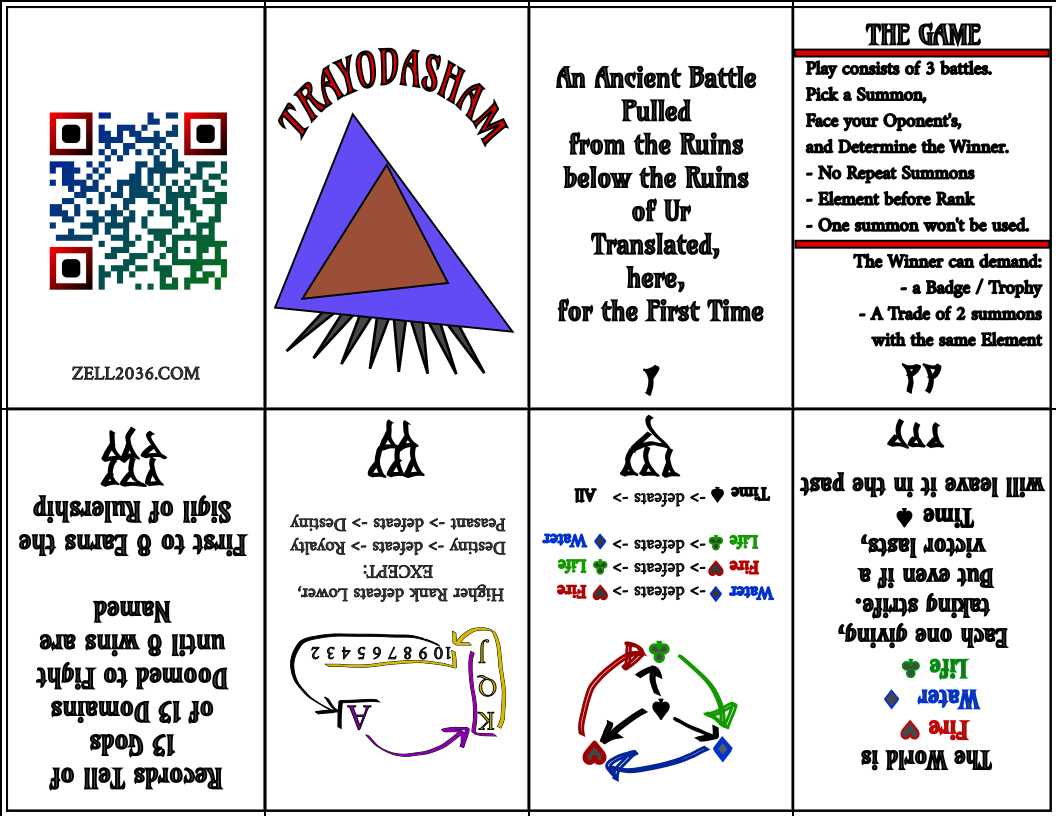 ZELL2036.COM
TRAYODASHAM
An Ancient Battle
Pulled
from the Ruins
below the Ruins
of Ur
Translated,
here,
for the First Time
THE GAME
Play consists of 3 battles.
Pick a Summon,
Face your Oponent's,
and Determine the Winner.
- No Repeat Summons
- Element before Rank
- One summon won't be used.
The Winner can demand:
- a Badge / Trophy
- A Trade of 2 summons
with the same Element
The World is
Fire ♥
Water ♦
Life ♣
Each one giving,
taking strife.
But even if a
victor lasts,
Time ♠
will leave it in the past
Water ♦ -> defeats -> ♥ Fire
Fire ♥ -> defeats -> ♣ Life
Life ♣ -> defeats -> ♦ Water
Time ♠ -> defeats -> All
K
A
Q
J
10 9 8 7 6 5 4 3 2
Higher Rank defeats Lower,
EXCEPT:
Destiny -> defeats -> Royalty
Peasant -> defeats -> Destiny
Records Tell of
13 Gods
of 13 Domains
Doomed to Fight
until 8 wins are
Named
First to 8 Earns the
Sigil of Rulership